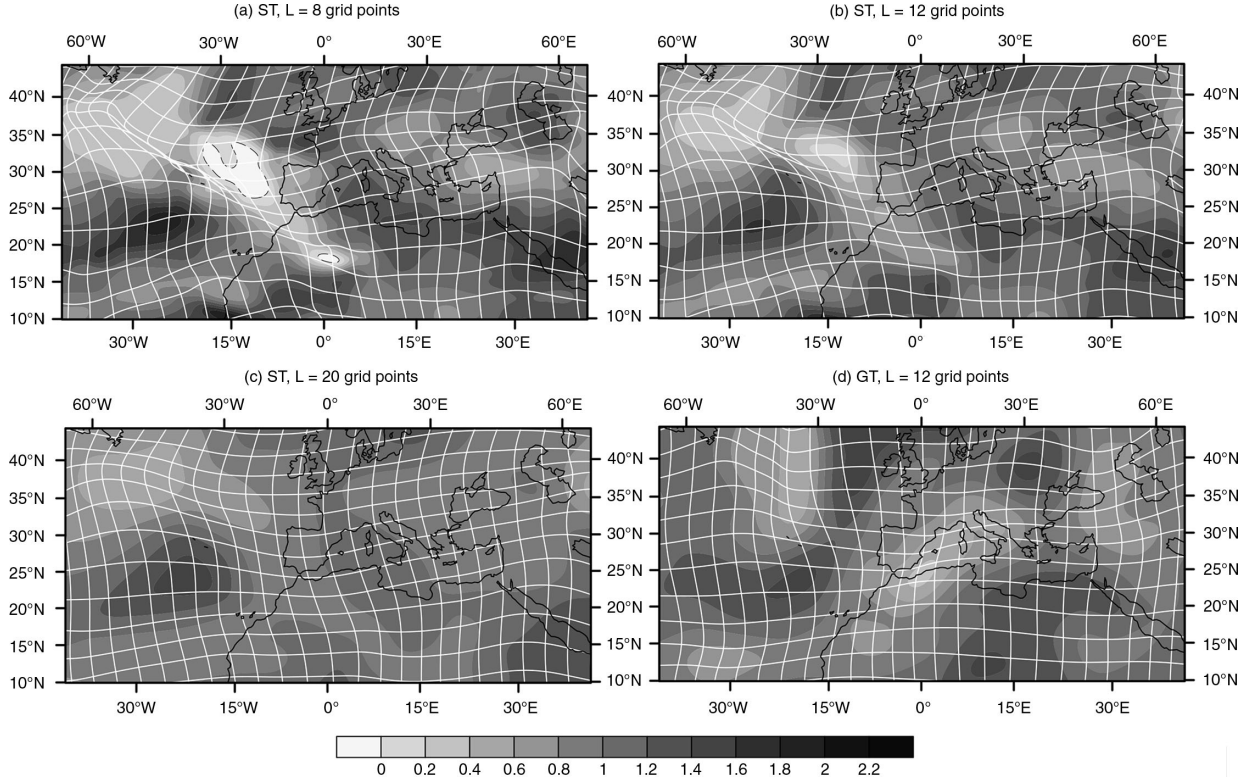 (a) ST, L = 8 grid points
(b) ST, L = 12 grid points
60°W 30°W 0° 30°E 60°E
60°W 30°W 0° 30°E 60°E
40°N 40°N
35°N 35°N
30°N 30°N
25°N 25°N
20°N 20°N
15°N 15°N
10°N 10°N
30°W 15°W 0° 15°E 30°E
30°W 15°W 0° 15°E 30°E
(c) ST, L = 20 grid points
(d) GT, L = 12 grid points
60°W 30°W 0° 30°E 60°E
60°W 30°W 0° 30°E 60°E
40°N 40°N
35°N 35°N
30°N 30°N
25°N 25°N
20°N 20°N
15°N 15°N
10°N 10°N
30°W 15°W 0° 15°E 30°E
30°W 15°W 0° 15°E 30°E
0 0.2 0.4 0.6 0.8 1 1.2 1.4 1.6 1.8 2 2.2